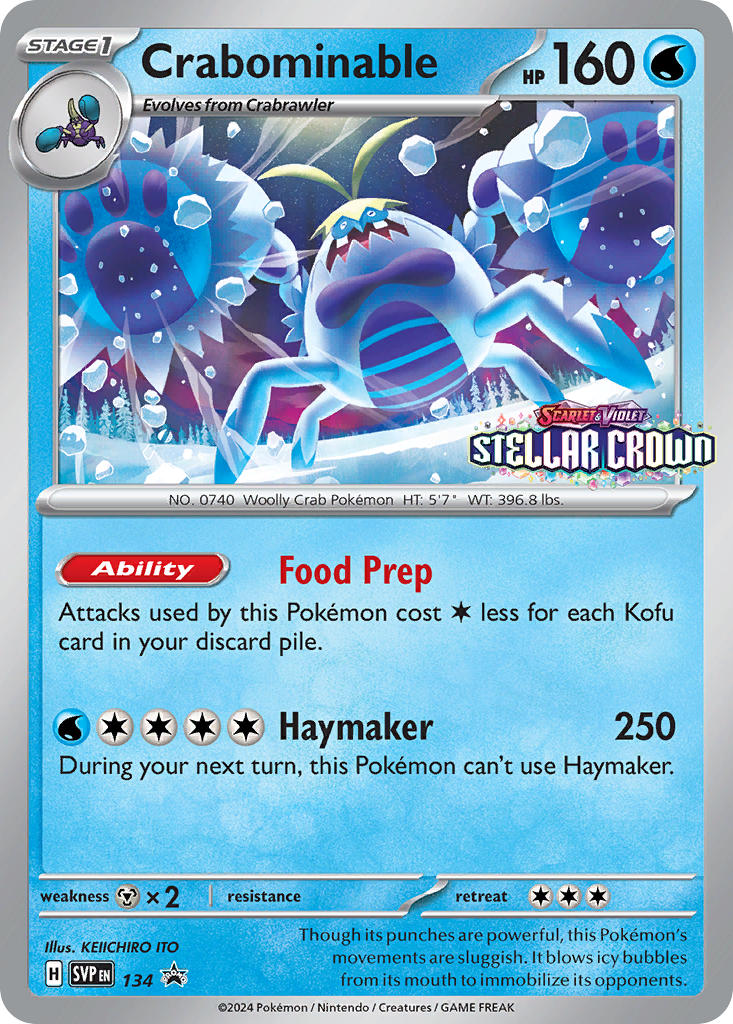 STAGE1
Crabominable
HP 160
Evolves from Crabrawler
SCARLET & VIOLET
STELLAR CROWN
NO. 0740 Woolly Crab Pokémon HT: 5'7" WT: 396.8 lbs.
Ability Food Prep
Attacks used by this Pokémon cost less for each Kofu
card in your discard pile.
Haymaker 250
During your next turn, this Pokémon can't use Haymaker.
weakness ×2 resistance retreat
Illus. KEIICHIRO ITO
Though its punches are powerful, this Pokémon's
movements are sluggish. It blows icy bubbles
from its mouth to immobilize its opponents.
H SVP EN 134 PROMO
©2024 Pokémon / Nintendo / Creatures / GAME FREAK